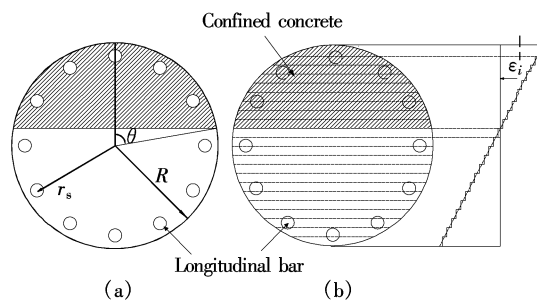 Confined concrete
ε_i
θ
R
r_s
Longitudinal bar
(a)
(b)